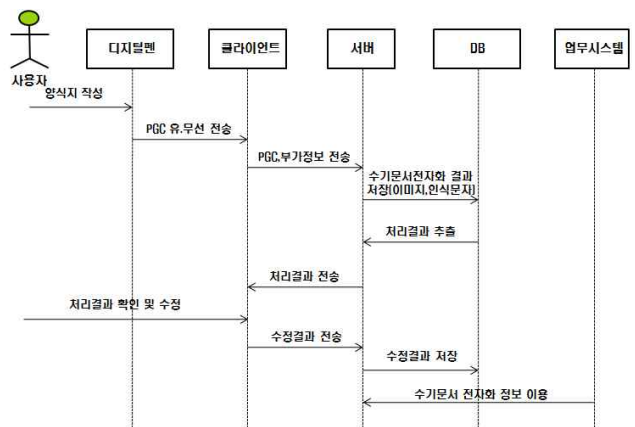 디지털펜
클라이언트
서버
DB
업무시스템
사용자
양식지 작성
PGC 유.무선 전송
PGC,부가정보 전송
수기문서전자화 결과
저장(이미지,인식문자)
처리결과 추출
처리결과 전송
처리결과 확인 및 수정
수정결과 전송
수정결과 저장
수기문서 전자화 정보 이용